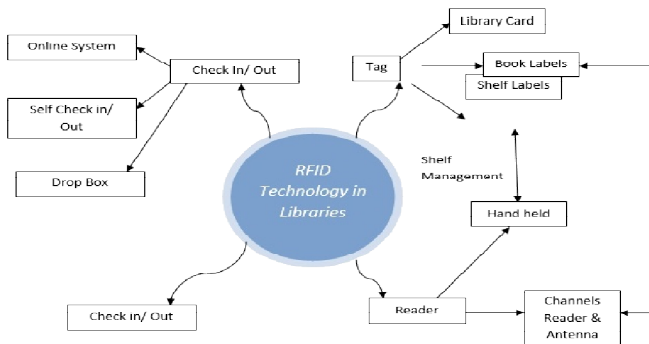 Library Card
Online System
Check In/ Out
Tag
Book Labels
Shelf Labels
Self Check in/
Out
Drop Box
RFID
Technology in
Libraries
Shelf
Management
Hand held
Check in/ Out
Reader
Channels
Reader &
Antenna